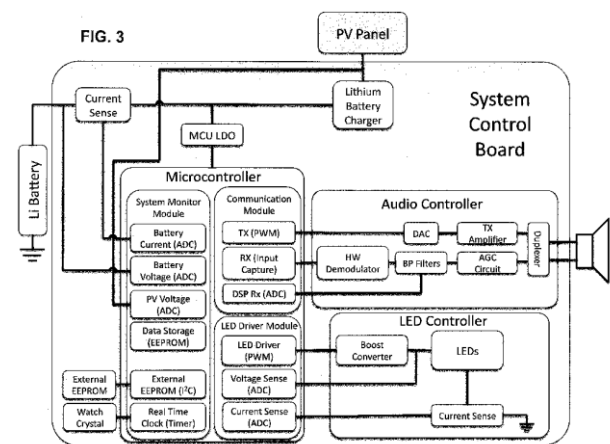 FIG. 3
PV Panel
Current
Sense
Lithium
Battery
Charger
System
Control
Board
MCU LDO
Li Battery
Microcontroller
System Monitor
Module
Battery
Current (ADC)
Battery
Voltage (ADC)
PV Voltage
(ADC)
Data Storage
(EEPROM)
External
EEPROM
External
EEPROM (I²C)
Watch
Crystal
Real Time
Clock (Timer)
Communication
Module
TX (PWM)
RX (Input
Capture)
DSP Rx (ADC)
LED Driver Module
LED Driver
(PWM)
Voltage Sense
(ADC)
Current Sense
(ADC)
Audio Controller
DAC
TX
Amplifier
Duplexer
HW
Demodulator
BP Filters
AGC
Circuit
LED Controller
Boost
Converter
LEDs
Current Sense